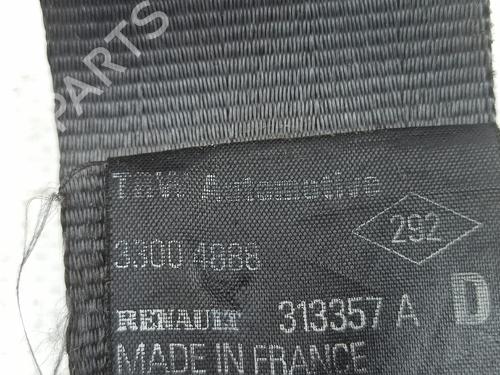 PARTS
TRW Automotive
292
3300 4888
RENAULT 313357 A D
MADE IN FRANCE